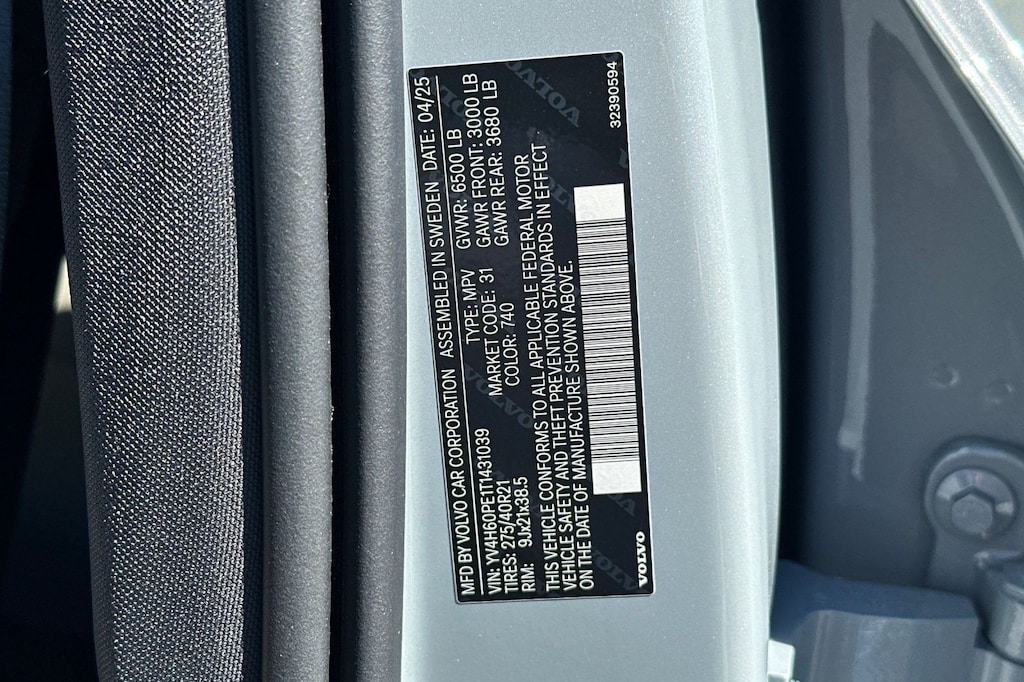 MFD BY VOLVO CAR CORPORATION ASSEMBLED IN SWEDEN DATE: 04/25
VIN: YV4H60PE1T1431039 TYPE: MPV GVWR: 6500 LB
TIRES: 275/40R21 MARKET CODE: 31 GAWR FRONT: 3000 LB
RIM: 9Jx21x38.5 COLOR: 740 GAWR REAR: 3680 LB
THIS VEHICLE CONFORMS TO ALL APPLICABLE FEDERAL MOTOR
VEHICLE SAFETY AND THEFT PREVENTION STANDARDS IN EFFECT
ON THE DATE OF MANUFACTURE SHOWN ABOVE.
VOLVO 32390594
VOLVO
VOLVO
VOLVO